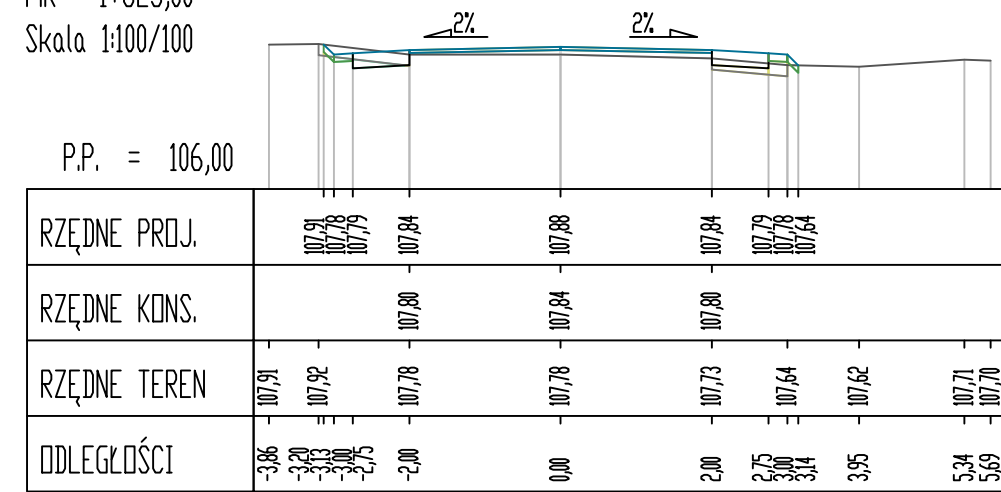 Skala 1:100/100
2% 2%
P.P. = 106,00
RZĘDNE PROJ. 107,91 107,78 107,79 107,84 107,88 107,84 107,79 107,78 107,64
RZĘDNE KONS. 107,80 107,84 107,80
RZĘDNE TEREN 107,91 107,92 107,78 107,78 107,73 107,64 107,62 107,71 107,70
ODLEGŁOŚCI -3,86 -3,20 -3,13 -3,00 -2,75 -2,00 0,00 2,00 2,75 3,00 3,14 3,95 5,34 5,69